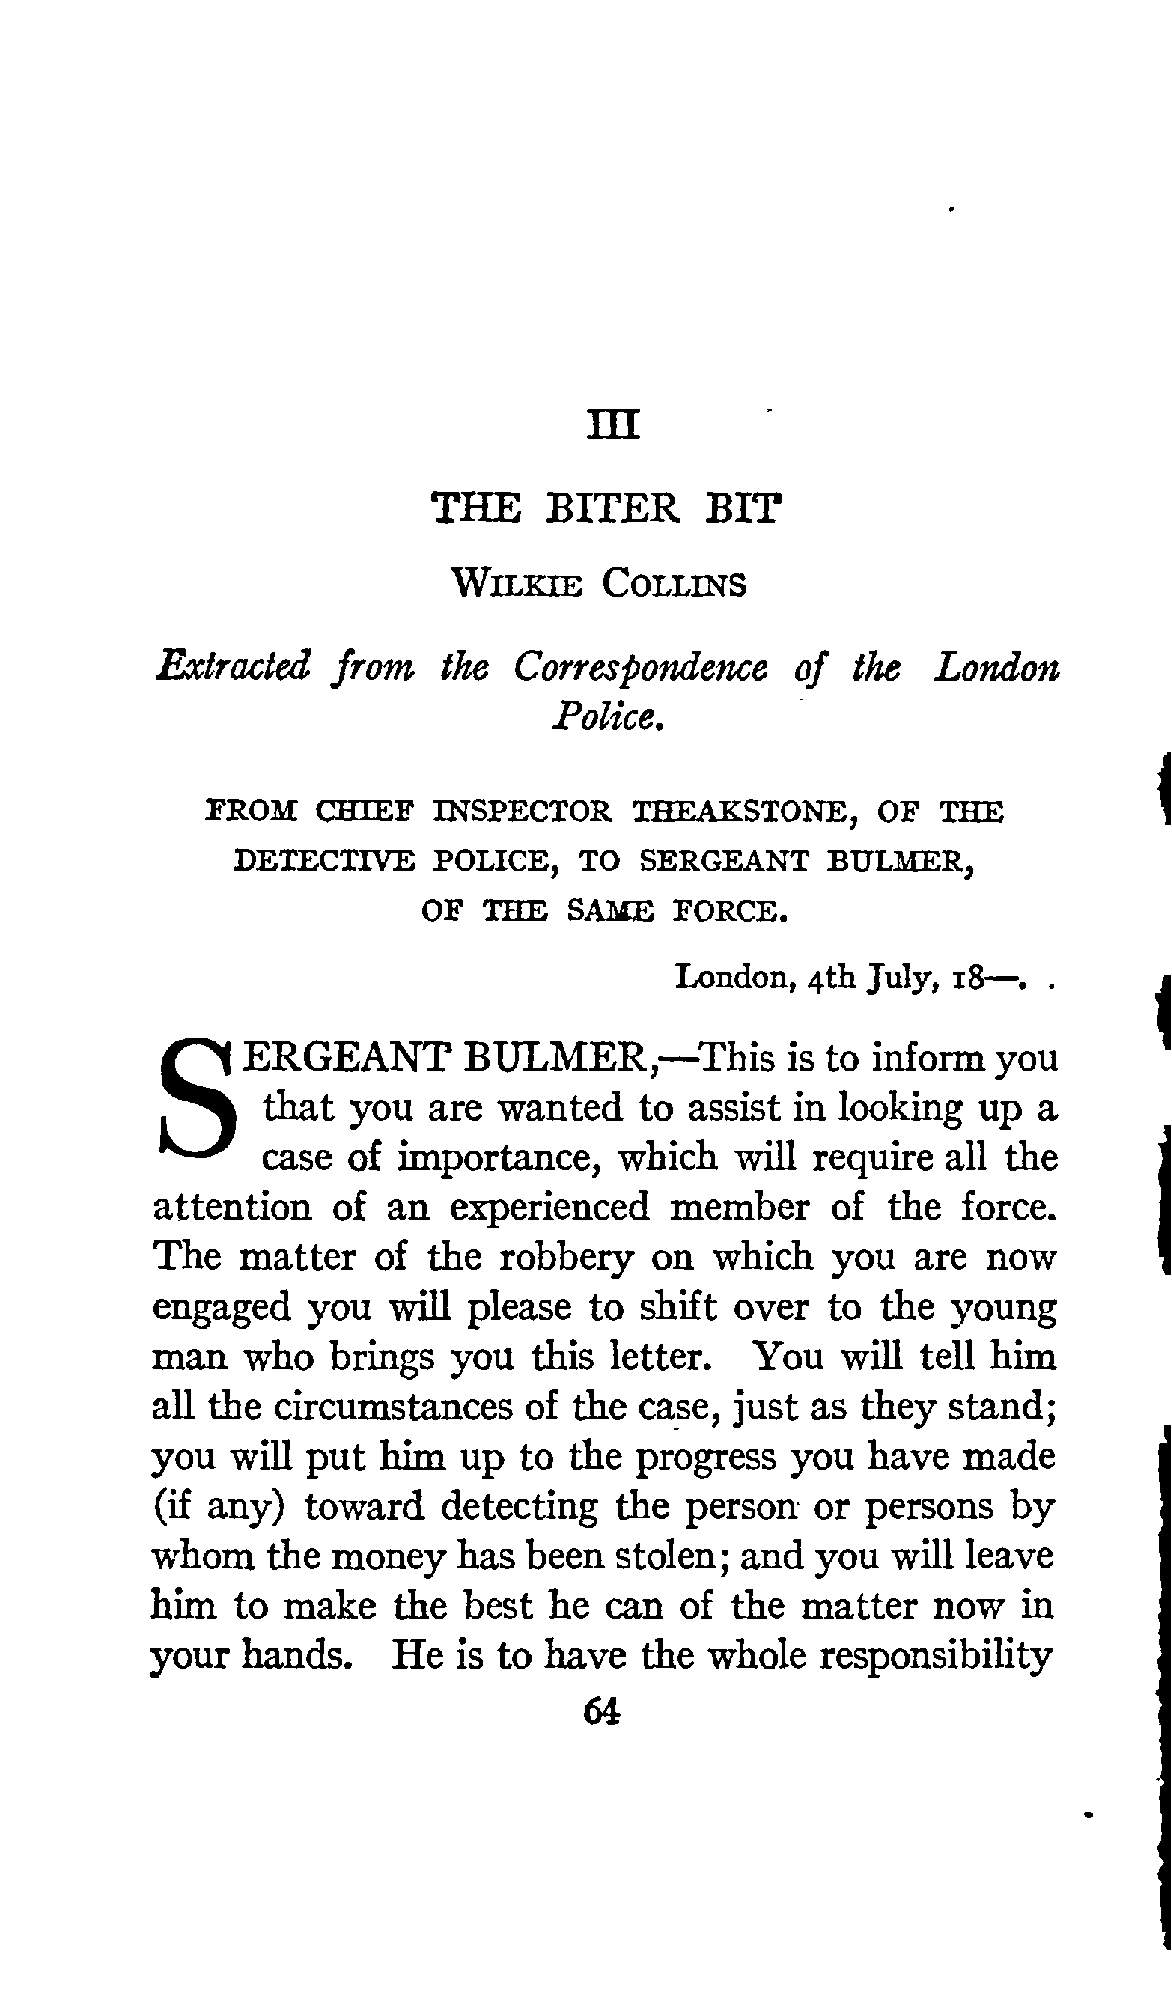 III
THE BITER BIT
WILKIE COLLINS
Extracted from the Correspondence of the London
Police.
FROM CHIEF INSPECTOR THEAKSTONE, OF THE
DETECTIVE POLICE, TO SERGEANT BULMER,
OF THE SAME FORCE.
London, 4th July, 18—. .
SERGEANT BULMER,—This is to inform you
that you are wanted to assist in looking up a
case of importance, which will require all the
attention of an experienced member of the force.
The matter of the robbery on which you are now
engaged you will please to shift over to the young
man who brings you this letter. You will tell him
all the circumstances of the case, just as they stand;
you will put him up to the progress you have made
(if any) toward detecting the person or persons by
whom the money has been stolen; and you will leave
him to make the best he can of the matter now in
your hands. He is to have the whole responsibility
64